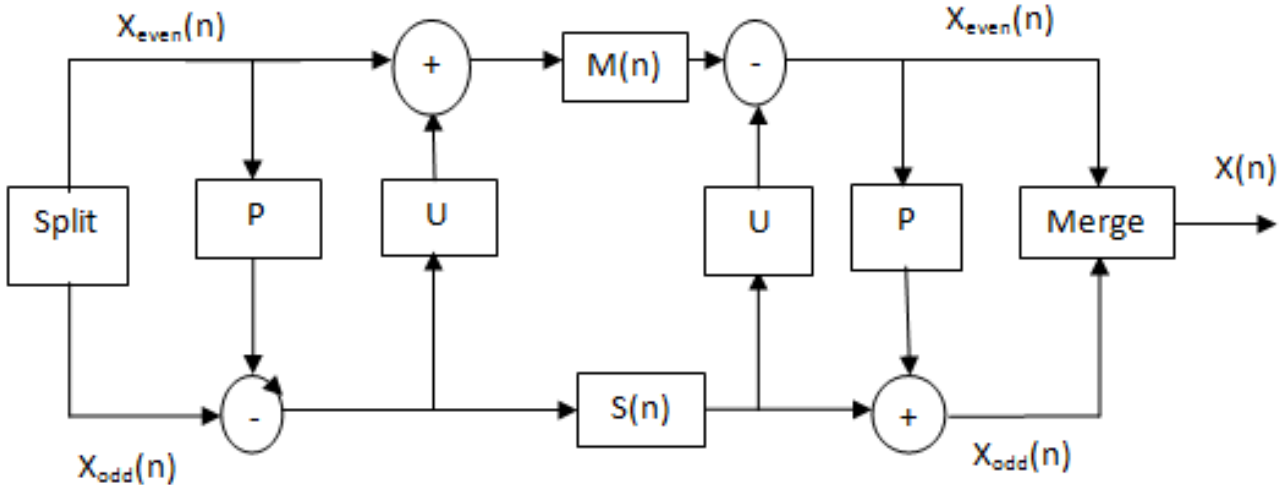 Xeven(n)
Xeven(n)
+
M(n)
-
X(n)
Split
P
U
U
P
Merge
-
S(n)
+
Xodd(n)
Xodd(n)